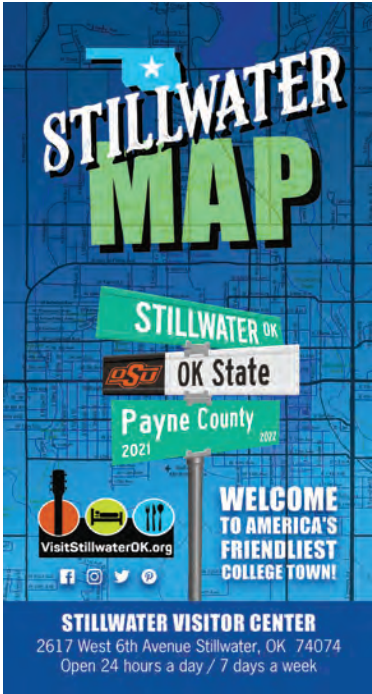 STILLWATER
MAP
STILLWATER OK
OSU OK State
Payne County
2021 2022
VisitStillwaterOK.org
WELCOME
TO AMERICA'S
FRIENDLIEST
COLLEGE TOWN!
STILLWATER VISITOR CENTER
2617 West 6th Avenue Stillwater, OK 74074
Open 24 hours a day / 7 days a week